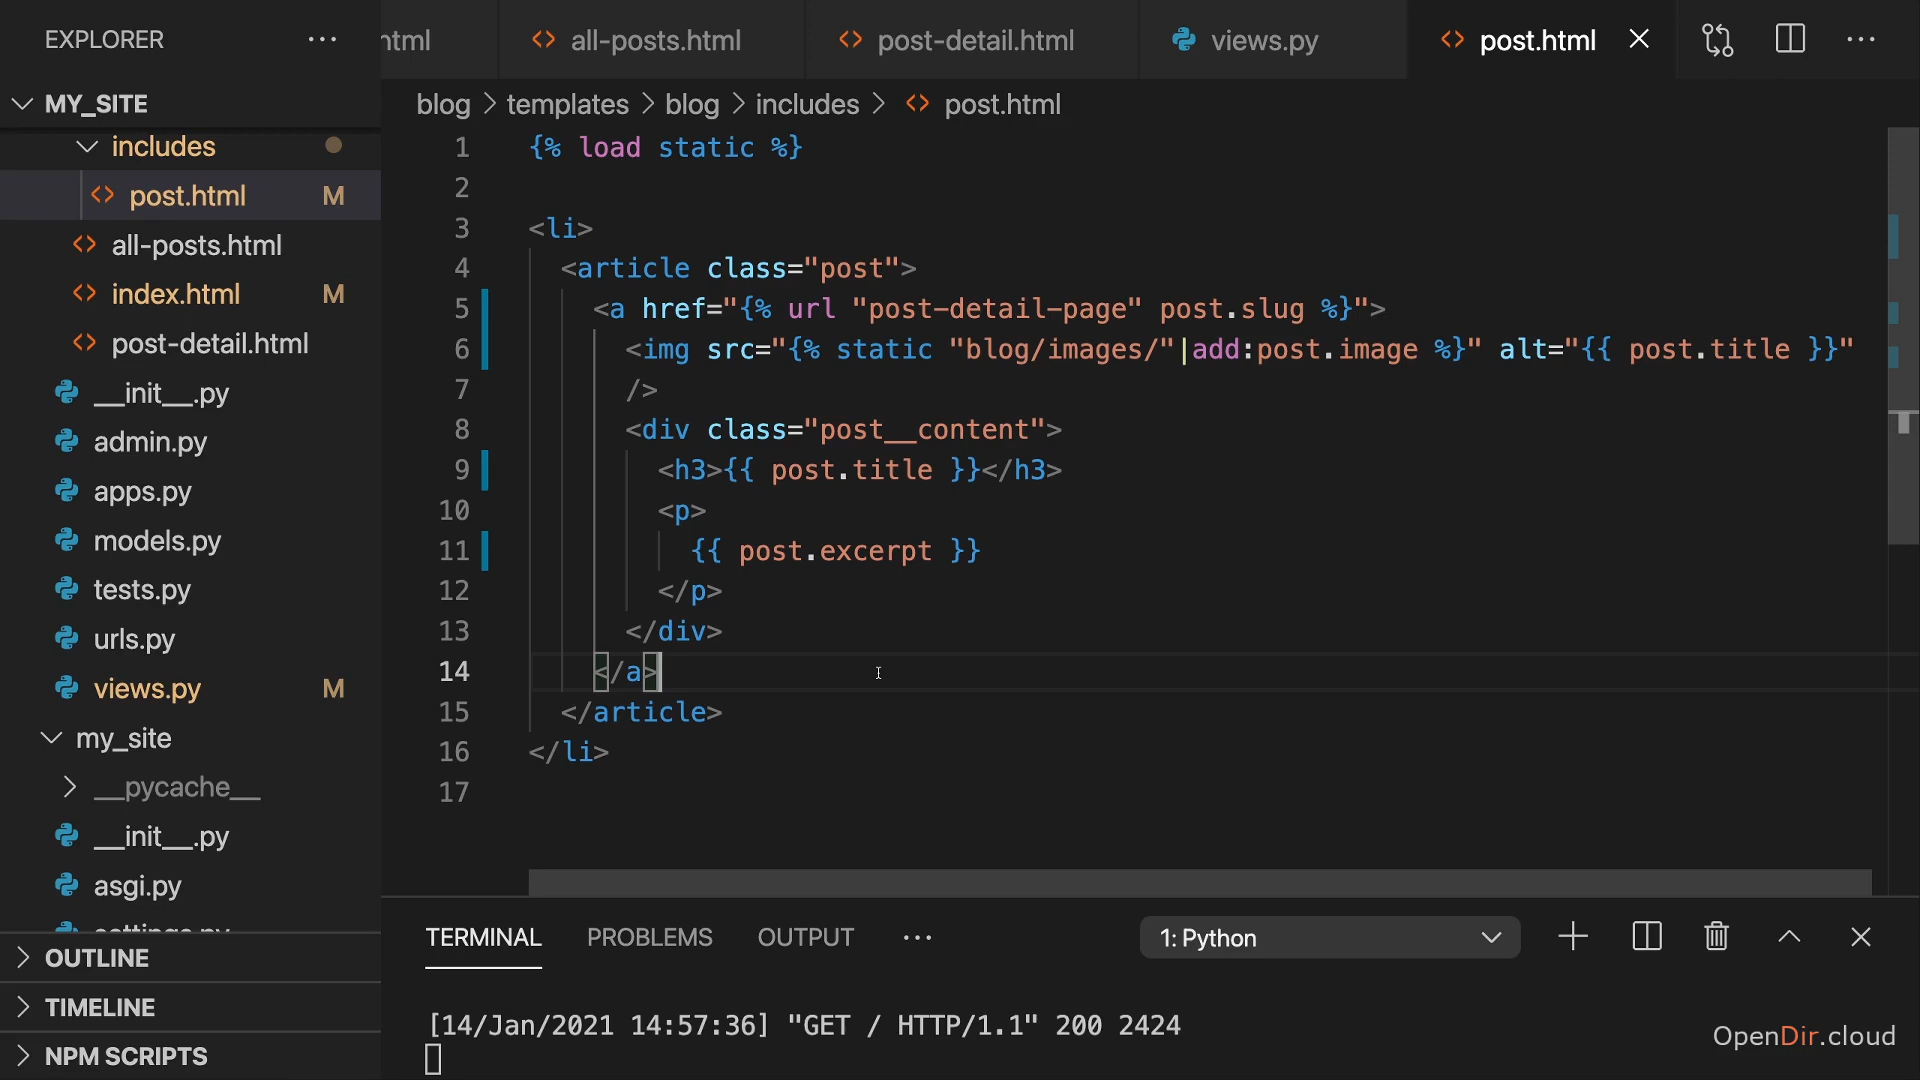 EXPLORER
MY_SITE
includes
post.html M
all-posts.html
index.html M
post-detail.html
__init__.py
admin.py
apps.py
models.py
tests.py
urls.py
views.py M
my_site
__pycache__
__init__.py
asgi.py
OUTLINE
TIMELINE
NPM SCRIPTS
html all-posts.html post-detail.html views.py post.html
blog > templates > blog > includes > <> post.html
1 {% load static %}
2
3 <li>
4 <article class="post">
5 <a href="{% url "post-detail-page" post.slug %}">
6 <img src="{% static "blog/images/"|add:post.image %}" alt="{{ post.title }}"
7 />
8 <div class="post__content">
9 <h3>{{ post.title }}</h3>
10 <p>
11 {{ post.excerpt }}
12 </p>
13 </div>
14 </a>
15 </article>
16 </li>
17
TERMINAL PROBLEMS OUTPUT ··· 1: Python
[14/Jan/2021 14:57:36] "GET / HTTP/1.1" 200 2424
OpenDir.cloud